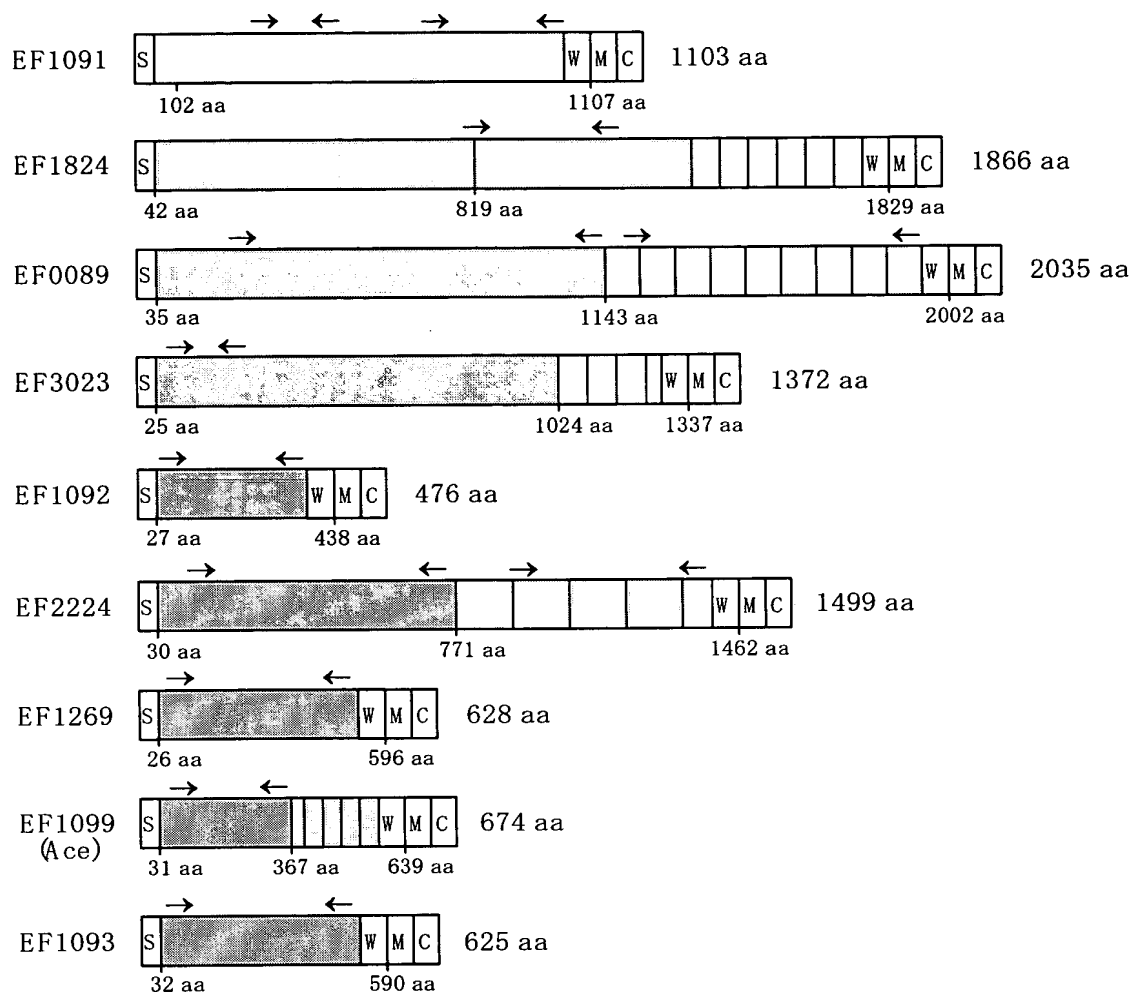 EF1091 S W M C 1103 aa
102 aa 1107 aa
EF1824 S W M C 1866 aa
42 aa 819 aa 1829 aa
EF0089 S W M C 2035 aa
35 aa 1143 aa 2002 aa
EF3023 S W M C 1372 aa
25 aa 1024 aa 1337 aa
EF1092 S W M C 476 aa
27 aa 438 aa
EF2224 S W M C 1499 aa
30 aa 771 aa 1462 aa
EF1269 S W M C 628 aa
26 aa 596 aa
EF1099 S W M C 674 aa
(Ace)
31 aa 367 aa 639 aa
EF1093 S W M C 625 aa
32 aa 590 aa